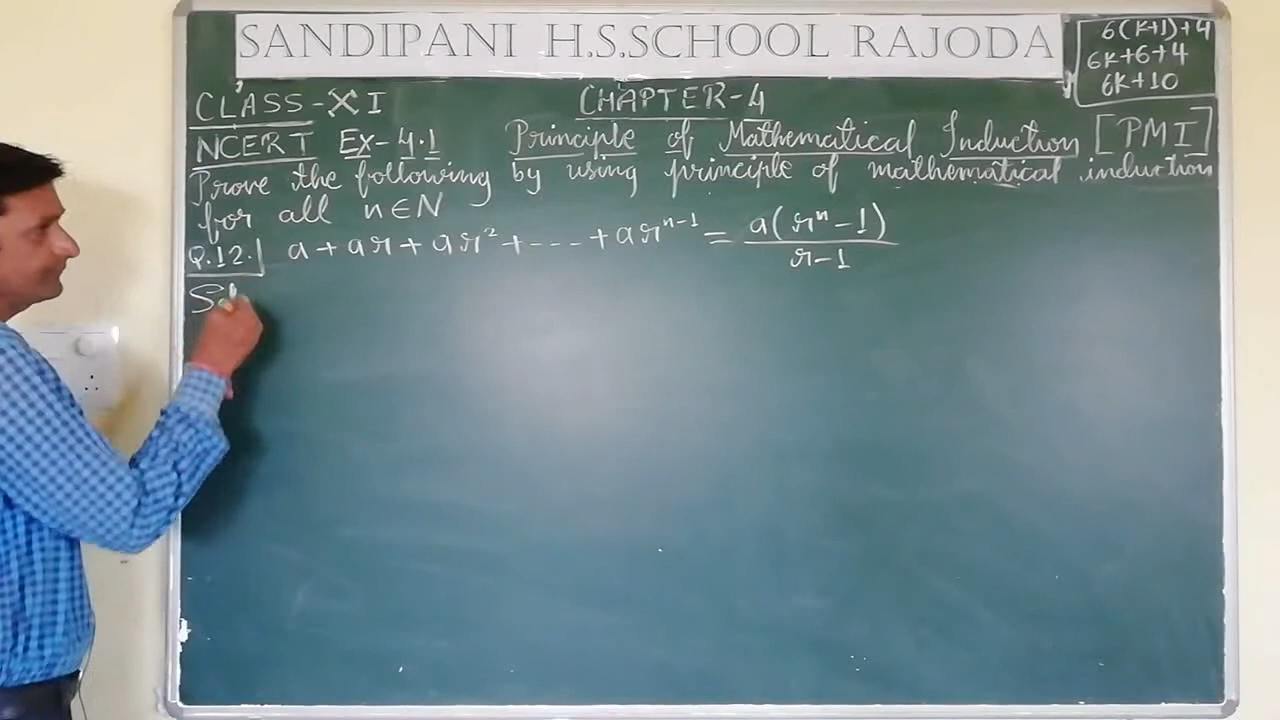 SANDIPANI H.S.SCHOOL RAJODA
6(K+1)+4
6K+6+4
6K+10
CLASS-XI CHAPTER-4
NCERT Ex-4.1 Principle of Mathematical Induction [PMI]
Prove the following by using principle of mathematical induction
for all n∈N
Q.12. a+ar+ar²+----+arⁿ⁻¹ = a(rⁿ-1)/r-1